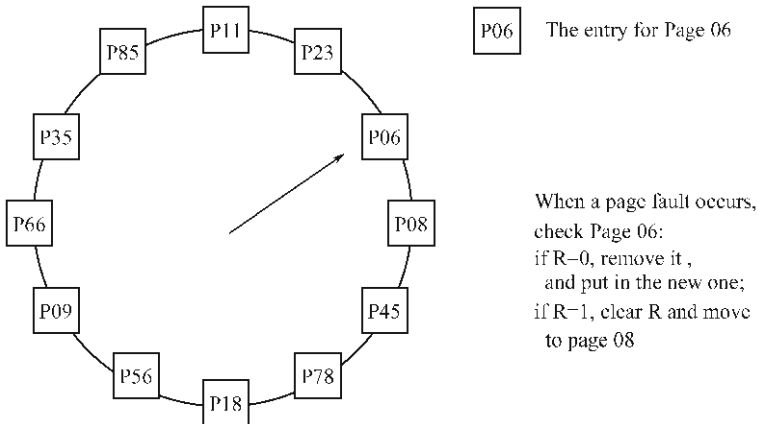 P11
P23
P06
P08
P45
P78
P18
P56
P09
P66
P35
P85
P06 The entry for Page 06
When a page fault occurs,
check Page 06:
if R=0, remove it ,
and put in the new one;
if R=1, clear R and move
to page 08